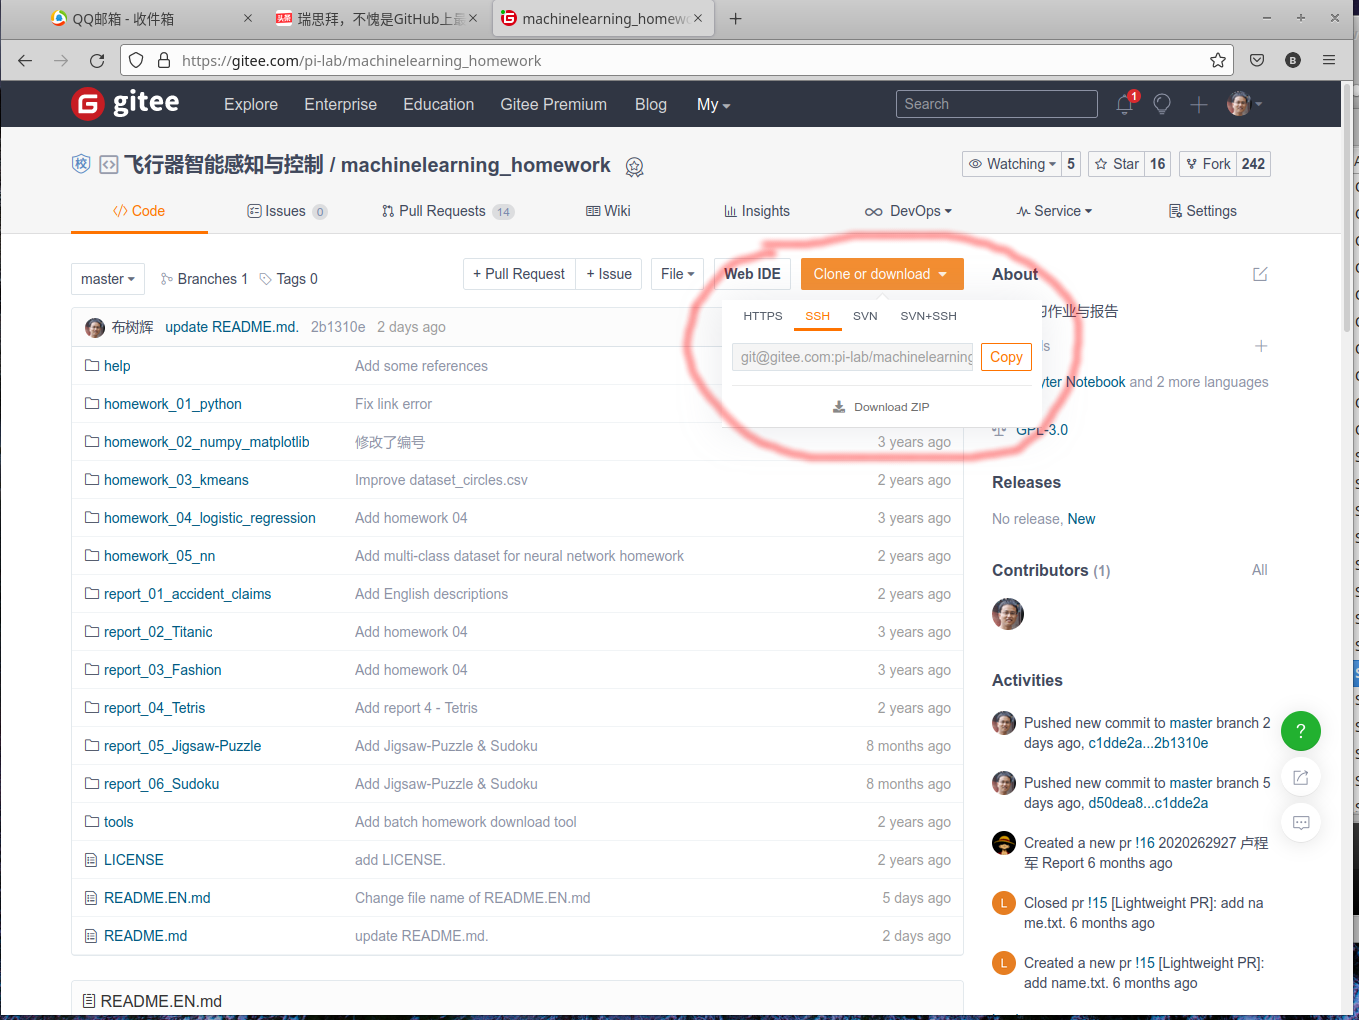 QQ邮箱 - 收件箱
头条 瑞思拜，不愧是GitHub上最
machinelearning_homewo
https://gitee.com/pi-lab/machinelearning_homework
B
gitee Explore Enterprise Education Gitee Premium Blog My Search 1
校 飞行器智能感知与控制 / machinelearning_homework
Watching 5 Star 16 Fork 242
Code Issues 0 Pull Requests 14 Wiki Insights DevOps Service Settings
master Branches 1 Tags 0 + Pull Request + Issue File Web IDE Clone or download
HTTPS SSH SVN SVN+SSH
git@gitee.com:pi-lab/machinelearning Copy
Download ZIP
布树辉 update README.md. 2b1310e 2 days ago
help Add some references
homework_01_python Fix link error
homework_02_numpy_matplotlib 修改了编号 3 years ago
homework_03_kmeans Improve dataset_circles.csv 2 years ago
homework_04_logistic_regression Add homework 04 3 years ago
homework_05_nn Add multi-class dataset for neural network homework 2 years ago
report_01_accident_claims Add English descriptions 2 years ago
report_02_Titanic Add homework 04 3 years ago
report_03_Fashion Add homework 04 3 years ago
report_04_Tetris Add report 4 - Tetris 2 years ago
report_05_Jigsaw-Puzzle Add Jigsaw-Puzzle & Sudoku 8 months ago
report_06_Sudoku Add Jigsaw-Puzzle & Sudoku 8 months ago
tools Add batch homework download tool 2 years ago
LICENSE add LICENSE. 2 years ago
README.EN.md Change file name of README.EN.md 5 days ago
README.md update README.md. 2 days ago
README.EN.md
About
习作业与报告
ls
yter Notebook and 2 more languages
GPL-3.0
Releases
No release, New
Contributors (1) All
Activities
Pushed new commit to master branch 2
days ago, c1dde2a...2b1310e
Pushed new commit to master branch 5
days ago, d50dea8...c1dde2a
Created a new pr !16 2020262927 卢程
军 Report 6 months ago
L Closed pr !15 [Lightweight PR]: add na
me.txt. 6 months ago
L Created a new pr !15 [Lightweight PR]:
add name.txt. 6 months ago
?